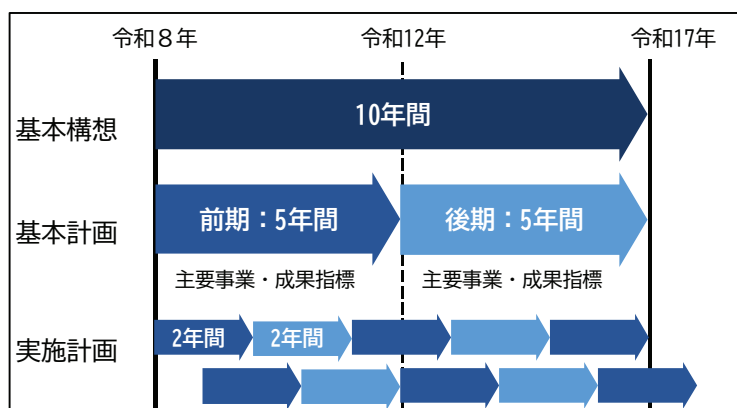 令和８年 令和12年 令和17年
基本構想 10年間
基本計画 前期：5年間 後期：5年間
主要事業・成果指標 主要事業・成果指標
実施計画 2年間 2年間